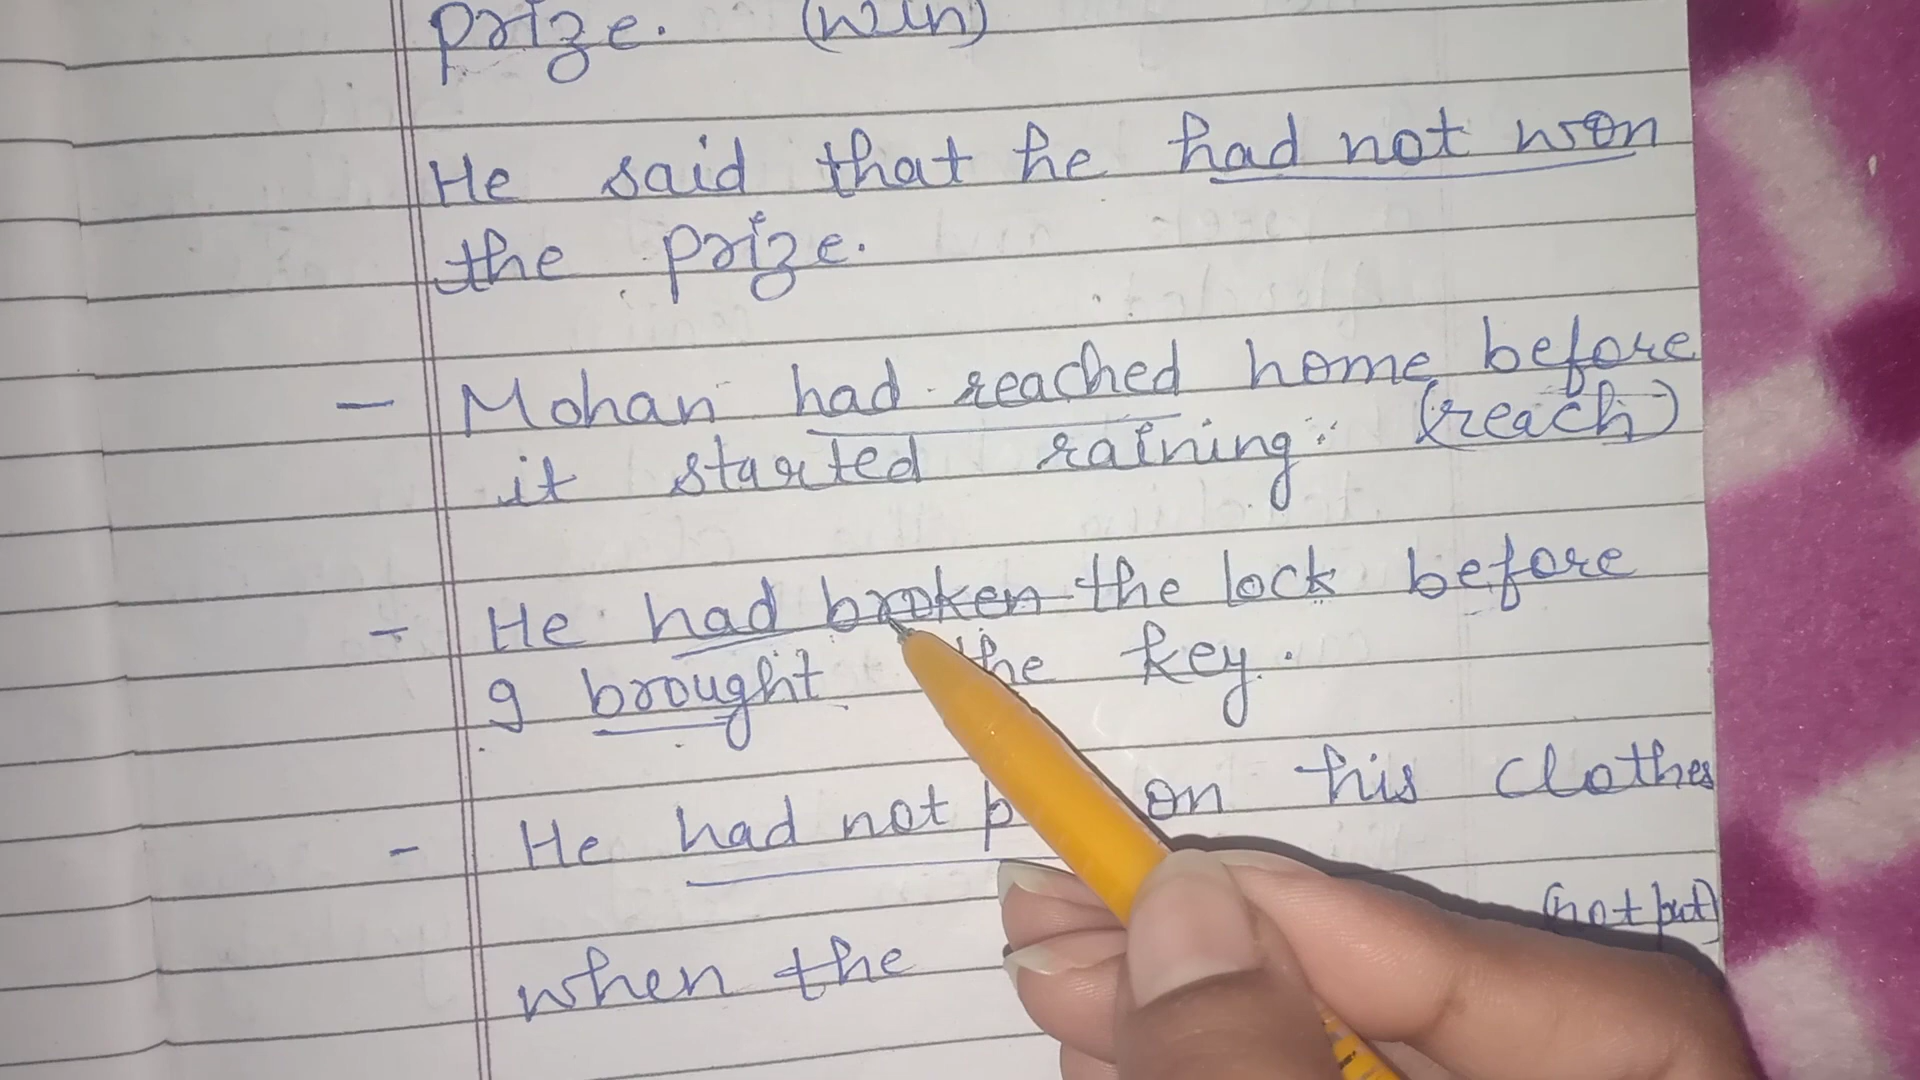 prize. (win)
He said that he had not won
the prize.
- Mohan had reached home before
it started raining. (reach)
- He had broken the lock before
I brought the key.
- He had not on his clothes
(not put)
when the